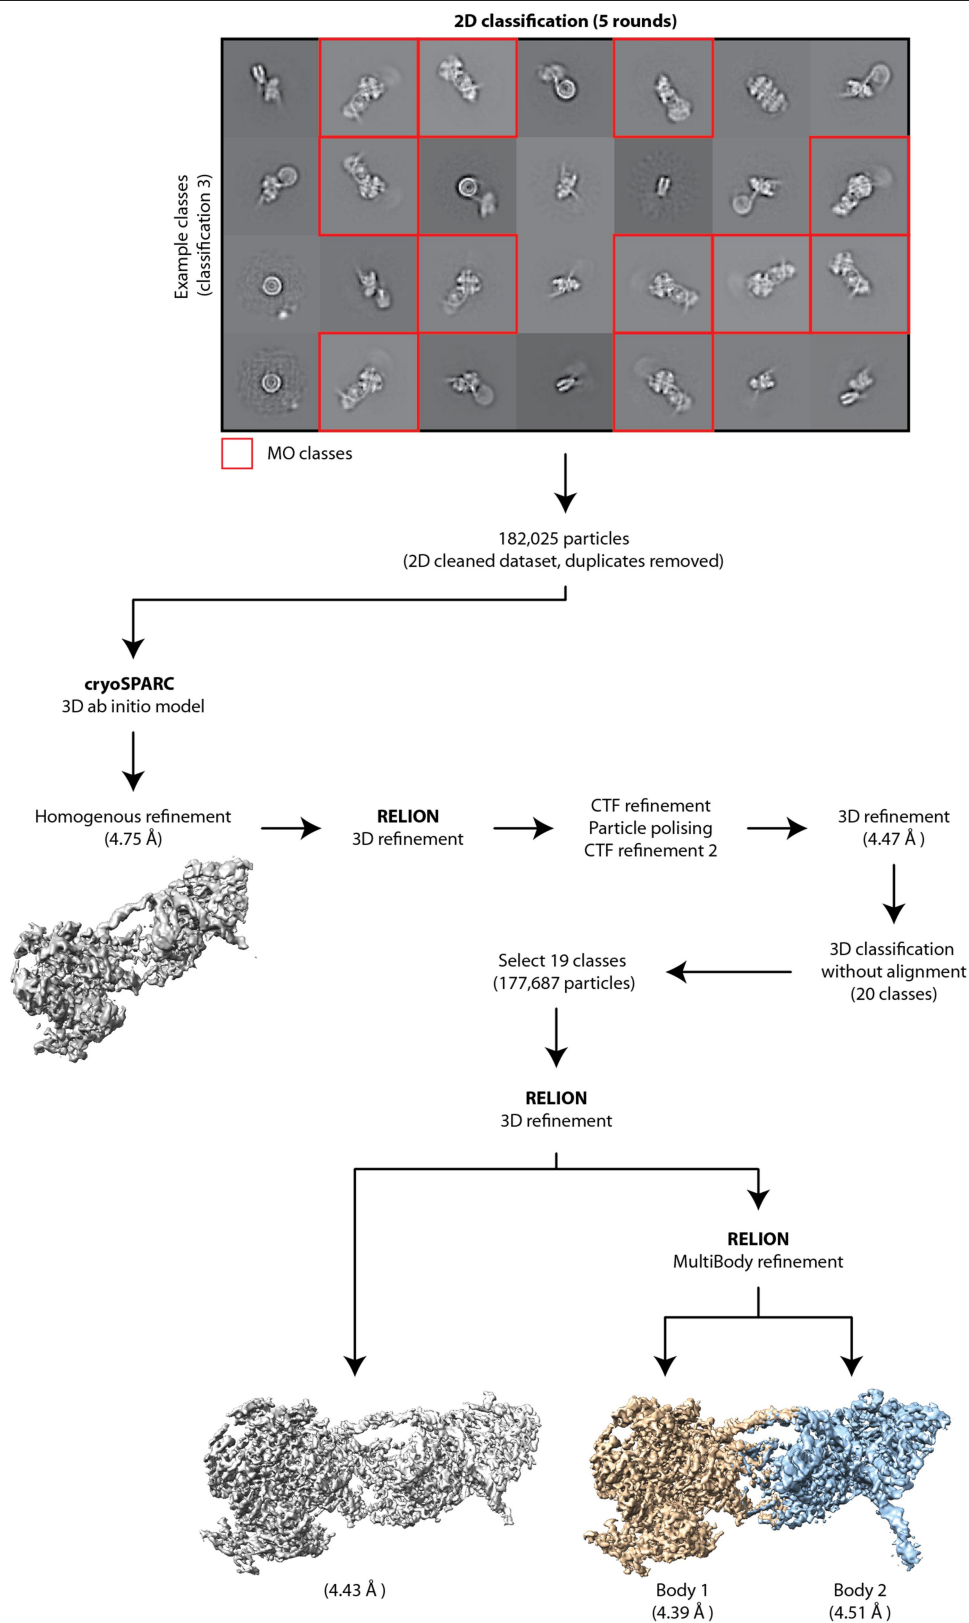 2D classification (5 rounds)
Example classes
(classification 3)
MO classes
182,025 particles
(2D cleaned dataset, duplicates removed)
cryoSPARC
3D ab initio model
Homogenous refinement
(4.75 Å)
RELION
3D refinement
CTF refinement
Particle polising
CTF refinement 2
3D refinement
(4.47 Å )
3D classification
without alignment
(20 classes)
Select 19 classes
(177,687 particles)
RELION
3D refinement
RELION
MultiBody refinement
(4.43 Å )
Body 1
(4.39 Å )
Body 2
(4.51 Å )